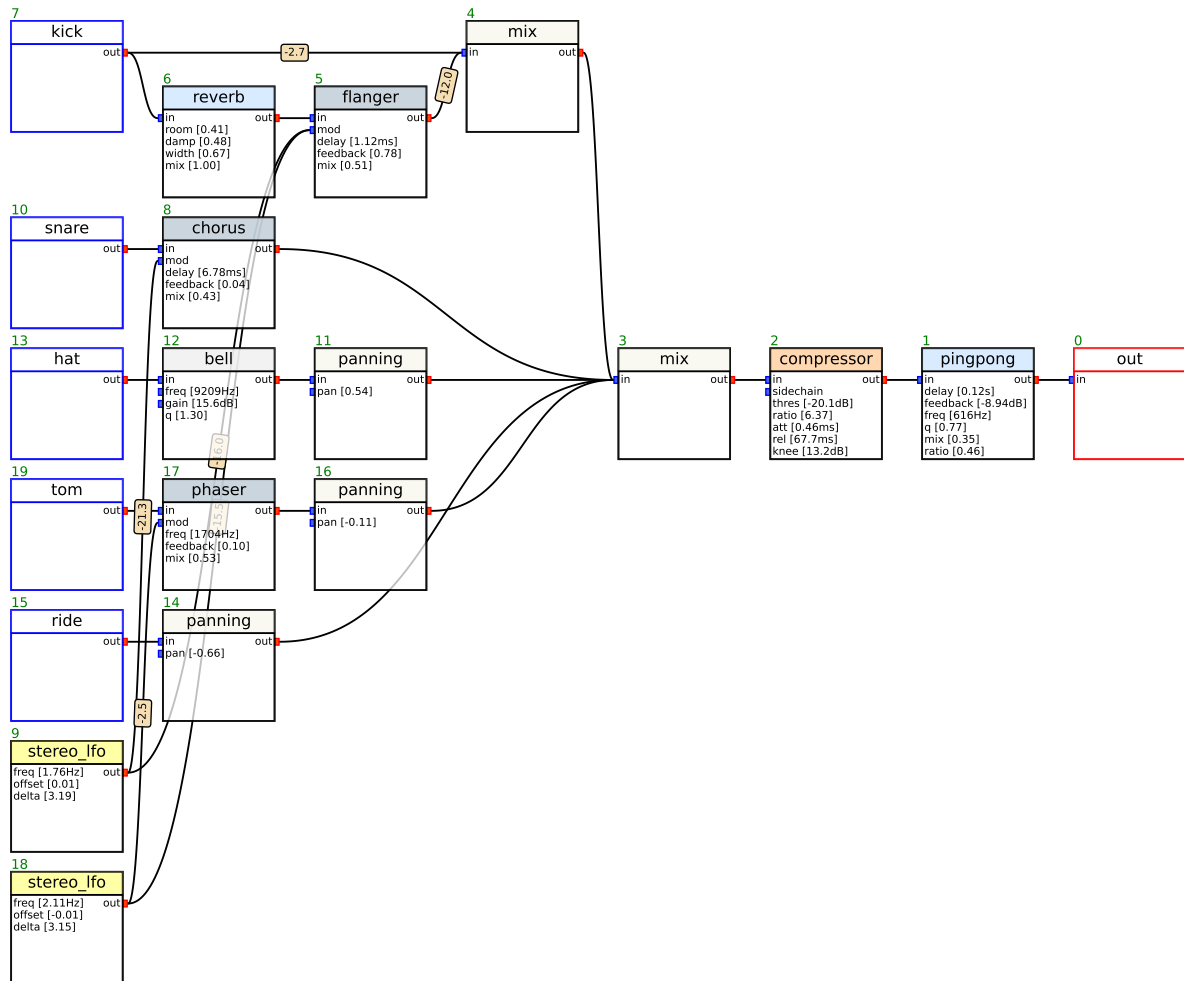 7
kick
out
-2.7
4
mix
in
out
-12.0
6
reverb
in
out
room [0.41]
damp [0.48]
width [0.67]
mix [1.00]
5
flanger
in
out
mod
delay [1.12ms]
feedback [0.78]
mix [0.51]
10
snare
out
8
chorus
in
out
mod
delay [6.78ms]
feedback [0.04]
mix [0.43]
13
hat
out
12
bell
in
out
freq [9209Hz]
gain [15.6dB]
q [1.30]
11
panning
in
out
pan [0.54]
3
mix
in
out
2
compressor
in
out
sidechain
thres [-20.1dB]
ratio [6.37]
att [0.46ms]
rel [67.7ms]
knee [13.2dB]
1
pingpong
in
out
delay [0.12s]
feedback [-8.94dB]
freq [616Hz]
q [0.77]
mix [0.35]
ratio [0.46]
0
out
in
-16.0
19
tom
out
-21.3
17
phaser
in
out
mod
freq [1704Hz]
feedback [0.10]
mix [0.53]
-15.5
16
panning
in
out
pan [-0.11]
15
ride
out
14
panning
in
out
pan [-0.66]
-2.5
9
stereo_lfo
freq [1.76Hz]
out
offset [0.01]
delta [3.19]
18
stereo_lfo
freq [2.11Hz]
out
offset [-0.01]
delta [3.15]